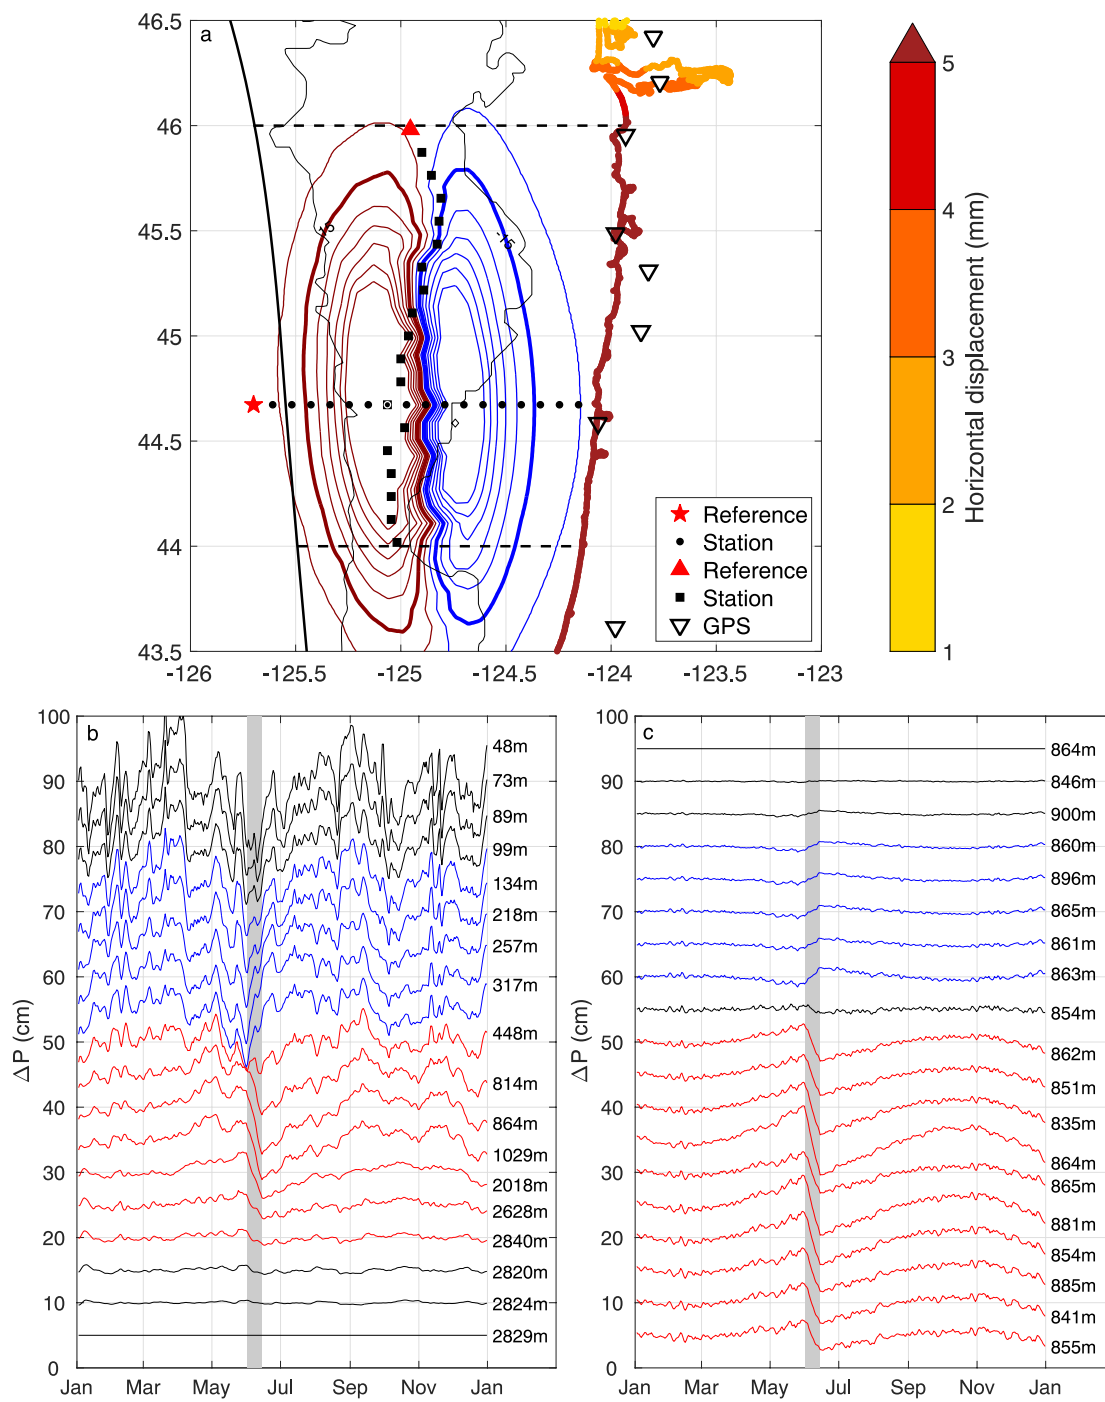 a
46.5
46
45.5
45
44.5
44
43.5
-126
-125.5
-125
-124.5
-124
-123.5
-123
-15
Reference
Station
Reference
Station
GPS
5
4
3
2
1
Horizontal displacement (mm)
b
ΔP (cm)
100
90
80
70
60
50
40
30
20
10
0
48m
73m
89m
99m
134m
218m
257m
317m
448m
814m
864m
1029m
2018m
2628m
2840m
2820m
2824m
2829m
Jan Mar May Jul Sep Nov Jan
c
ΔP (cm)
100
90
80
70
60
50
40
30
20
10
0
864m
846m
900m
860m
896m
865m
861m
863m
854m
862m
851m
835m
864m
865m
881m
854m
885m
841m
855m
Jan Mar May Jul Sep Nov Jan